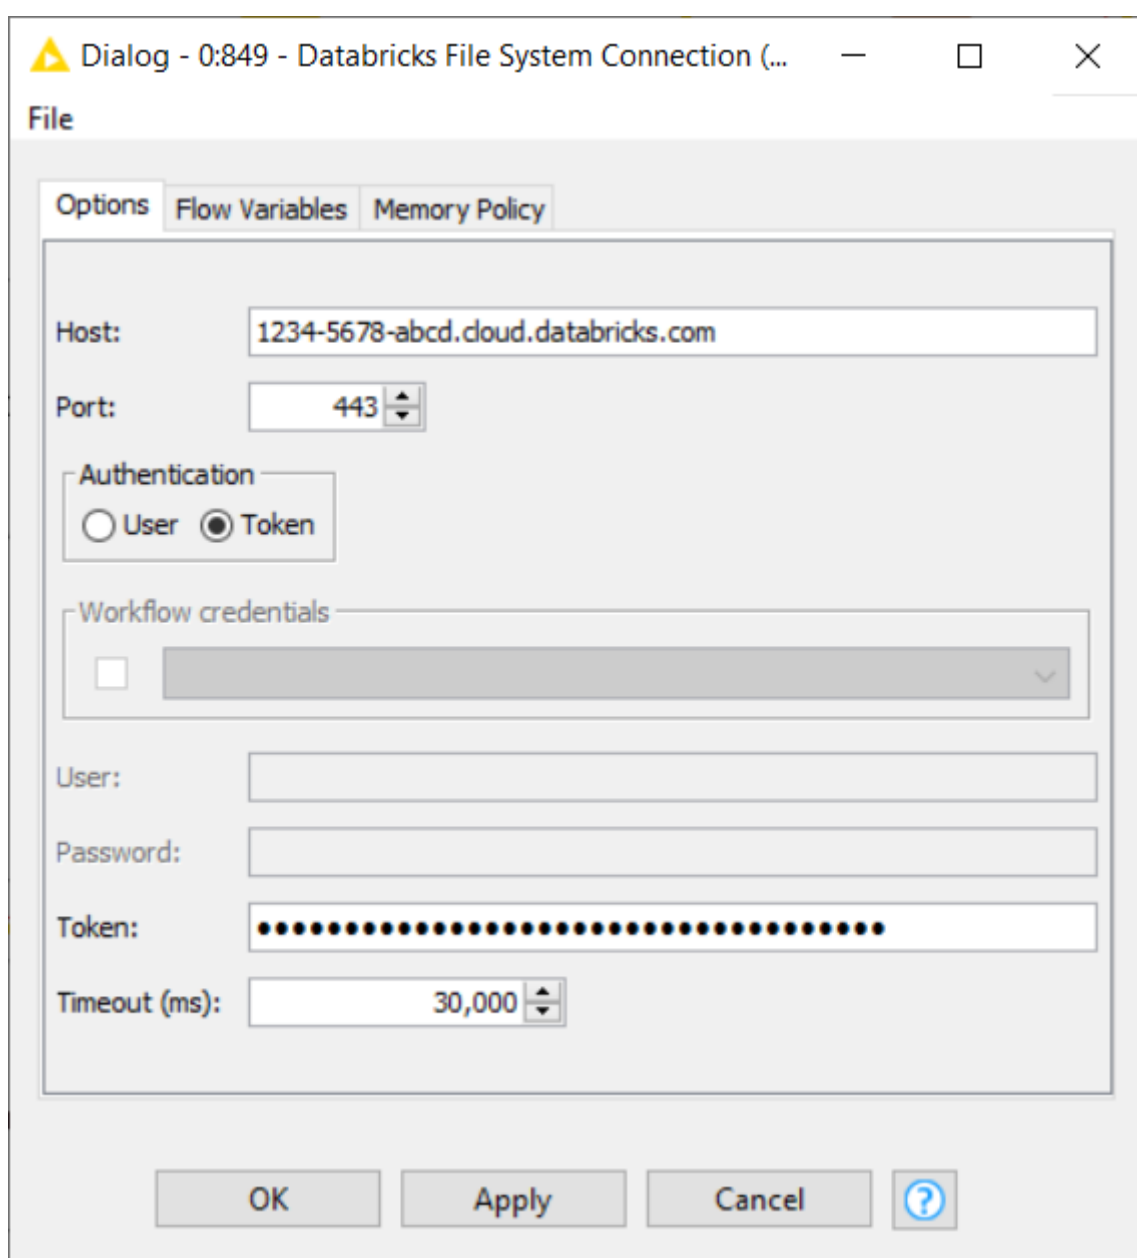 Dialog - 0:849 - Databricks File System Connection (...
File
Options Flow Variables Memory Policy
Host: 1234-5678-abcd.cloud.databricks.com
Port: 443
Authentication
User Token
Workflow credentials
User:
Password:
Token: ••••••••••••••••••••••••••••••••••••
Timeout (ms): 30,000
OK Apply Cancel ?